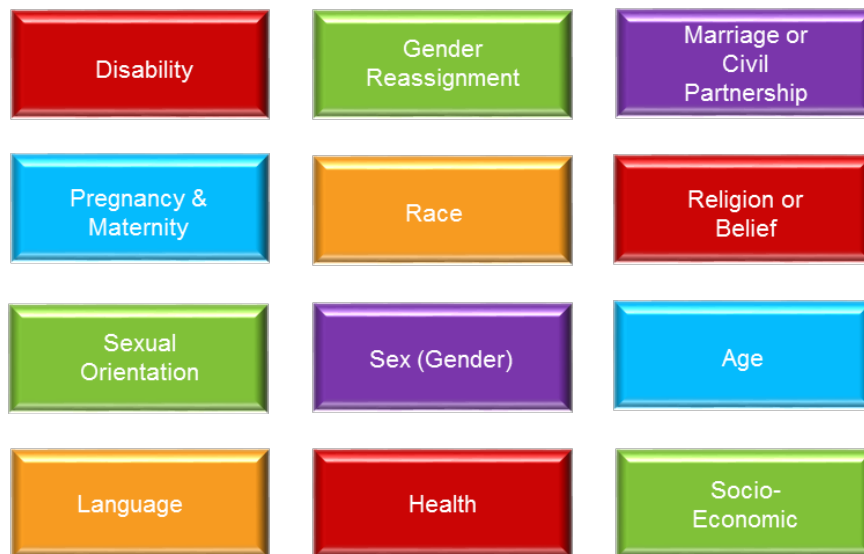 Disability
Gender
Reassignment
Marriage or
Civil
Partnership
Pregnancy &
Maternity
Race
Religion or
Belief
Sexual
Orientation
Sex (Gender)
Age
Language
Health
Socio-
Economic